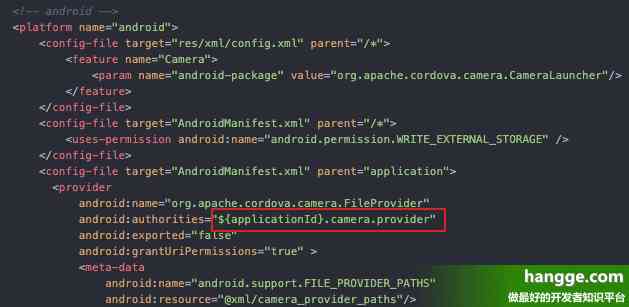 <!-- android -->
<platform name="android">
<config-file target="res/xml/config.xml" parent="/*">
<feature name="Camera">
<param name="android-package" value="org.apache.cordova.camera.CameraLauncher"/>
</feature>
</config-file>
<config-file target="AndroidManifest.xml" parent="/*">
<uses-permission android:name="android.permission.WRITE_EXTERNAL_STORAGE" />
</config-file>
<config-file target="AndroidManifest.xml" parent="application">
<provider
android:name="org.apache.cordova.camera.FileProvider"
android:authorities="${applicationId}.camera.provider"
android:exported="false"
android:grantUriPermissions="true" >
<meta-data
android:name="android.support.FILE_PROVIDER_PATHS"
android:resource="@xml/camera_provider_paths"/>
hangge.com
做最好的开发者知识平台